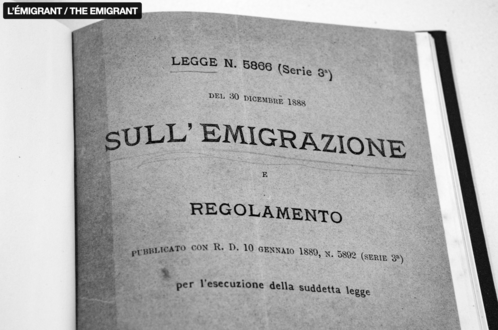 L'ÉMIGRANT / THE EMIGRANT
LEGGE N. 5866 (Serie 3ª)
DEL 30 DICEMBRE 1888
SULL' EMIGRAZIONE
E
REGOLAMENTO
PUBBLICATO CON R. D. 10 GENNAIO 1889, N. 5892 (SERIE 3ª)
per l'esecuzione della suddetta legge